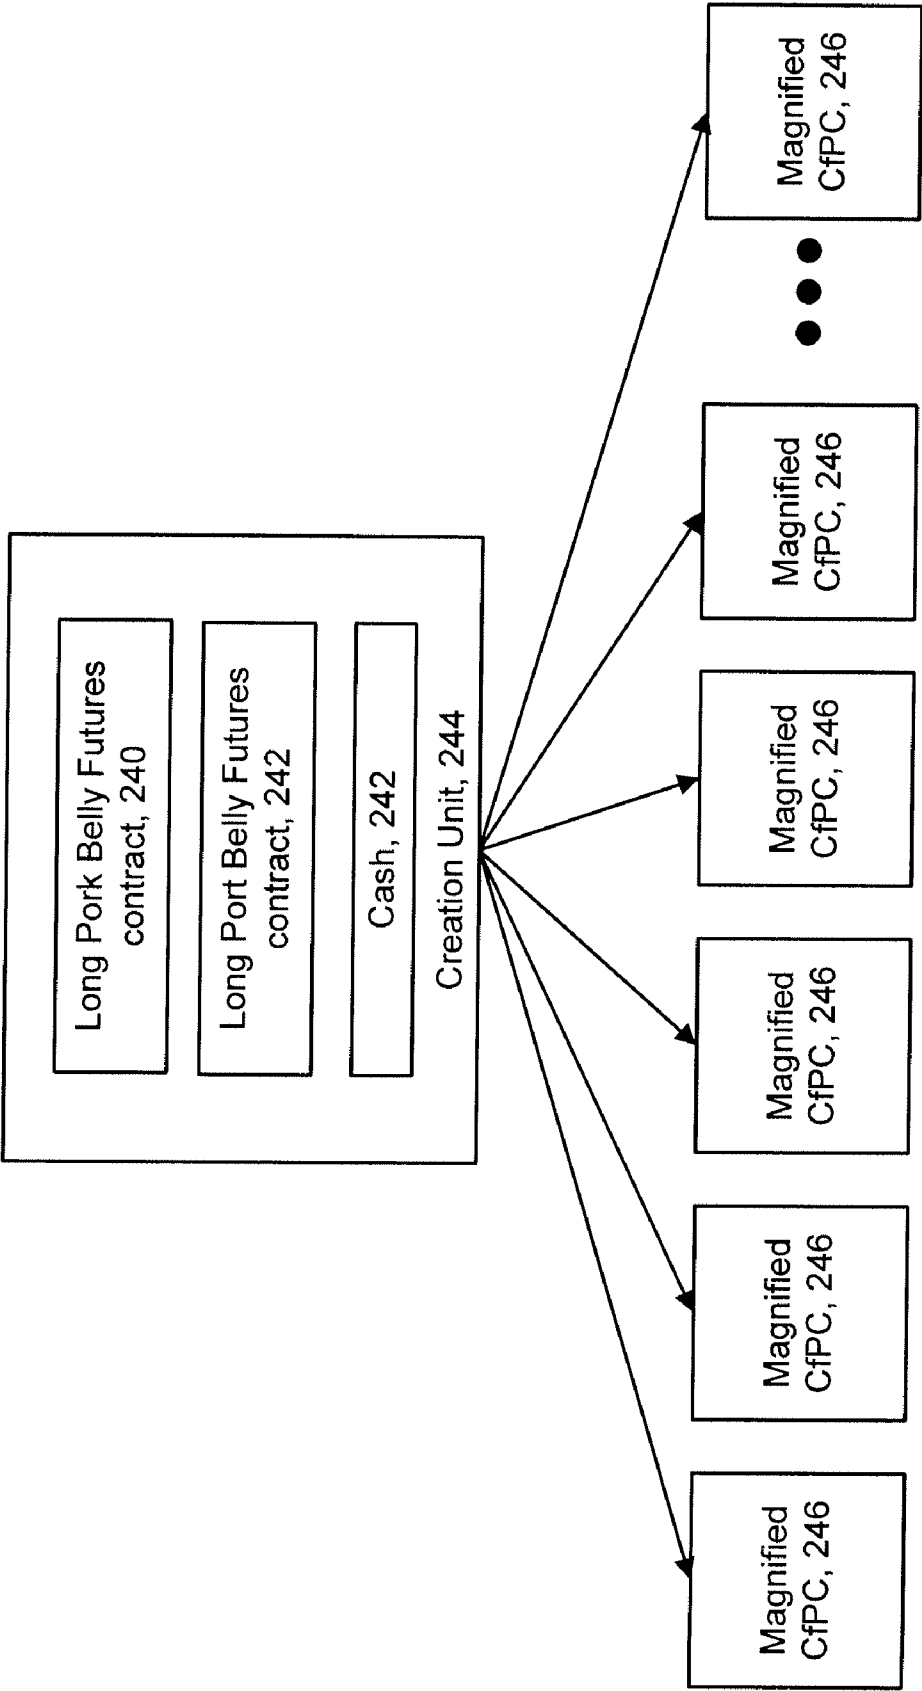 Long Pork Belly Futures
contract, 240
Long Port Belly Futures
contract, 242
Cash, 242
Creation Unit, 244
Magnified
CfPC, 246
Magnified
CfPC, 246
Magnified
CfPC, 246
Magnified
CfPC, 246
Magnified
CfPC, 246
Magnified
CfPC, 246